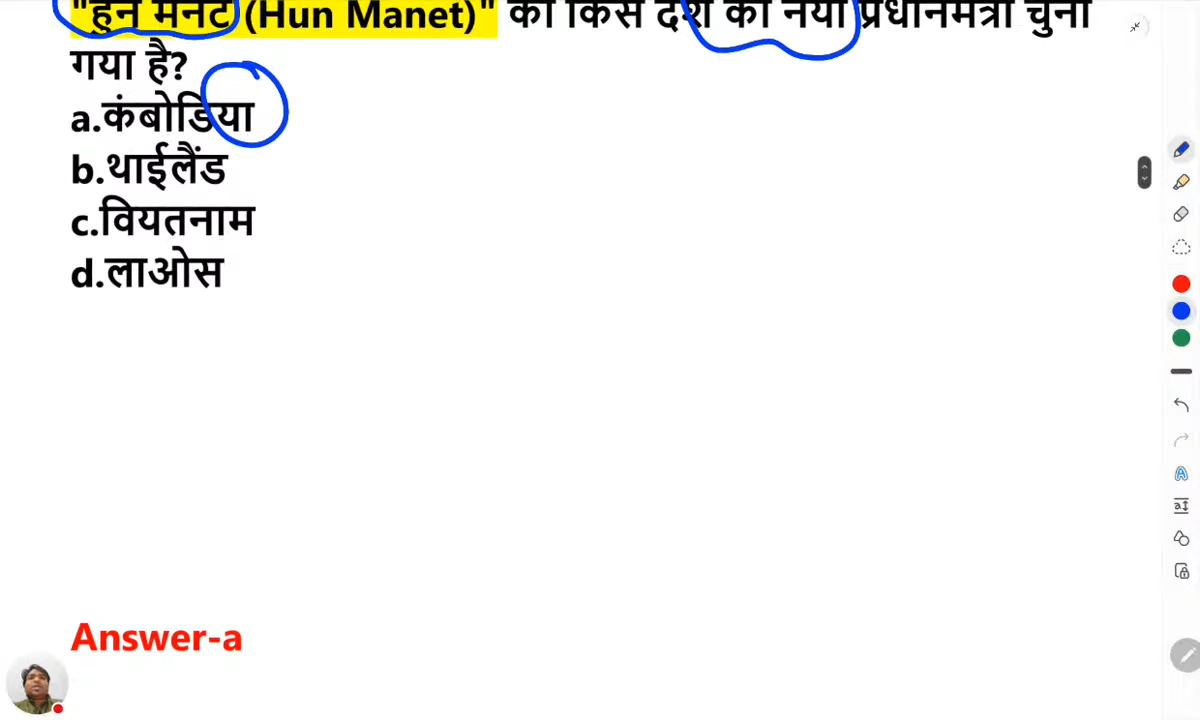 "हुन मनेट (Hun Manet)" को किस देश का नया प्रधानमंत्री चुना
गया है?
a.कंबोडिया
b.थाईलैंड
c.वियतनाम
d.लाओस
Answer-a